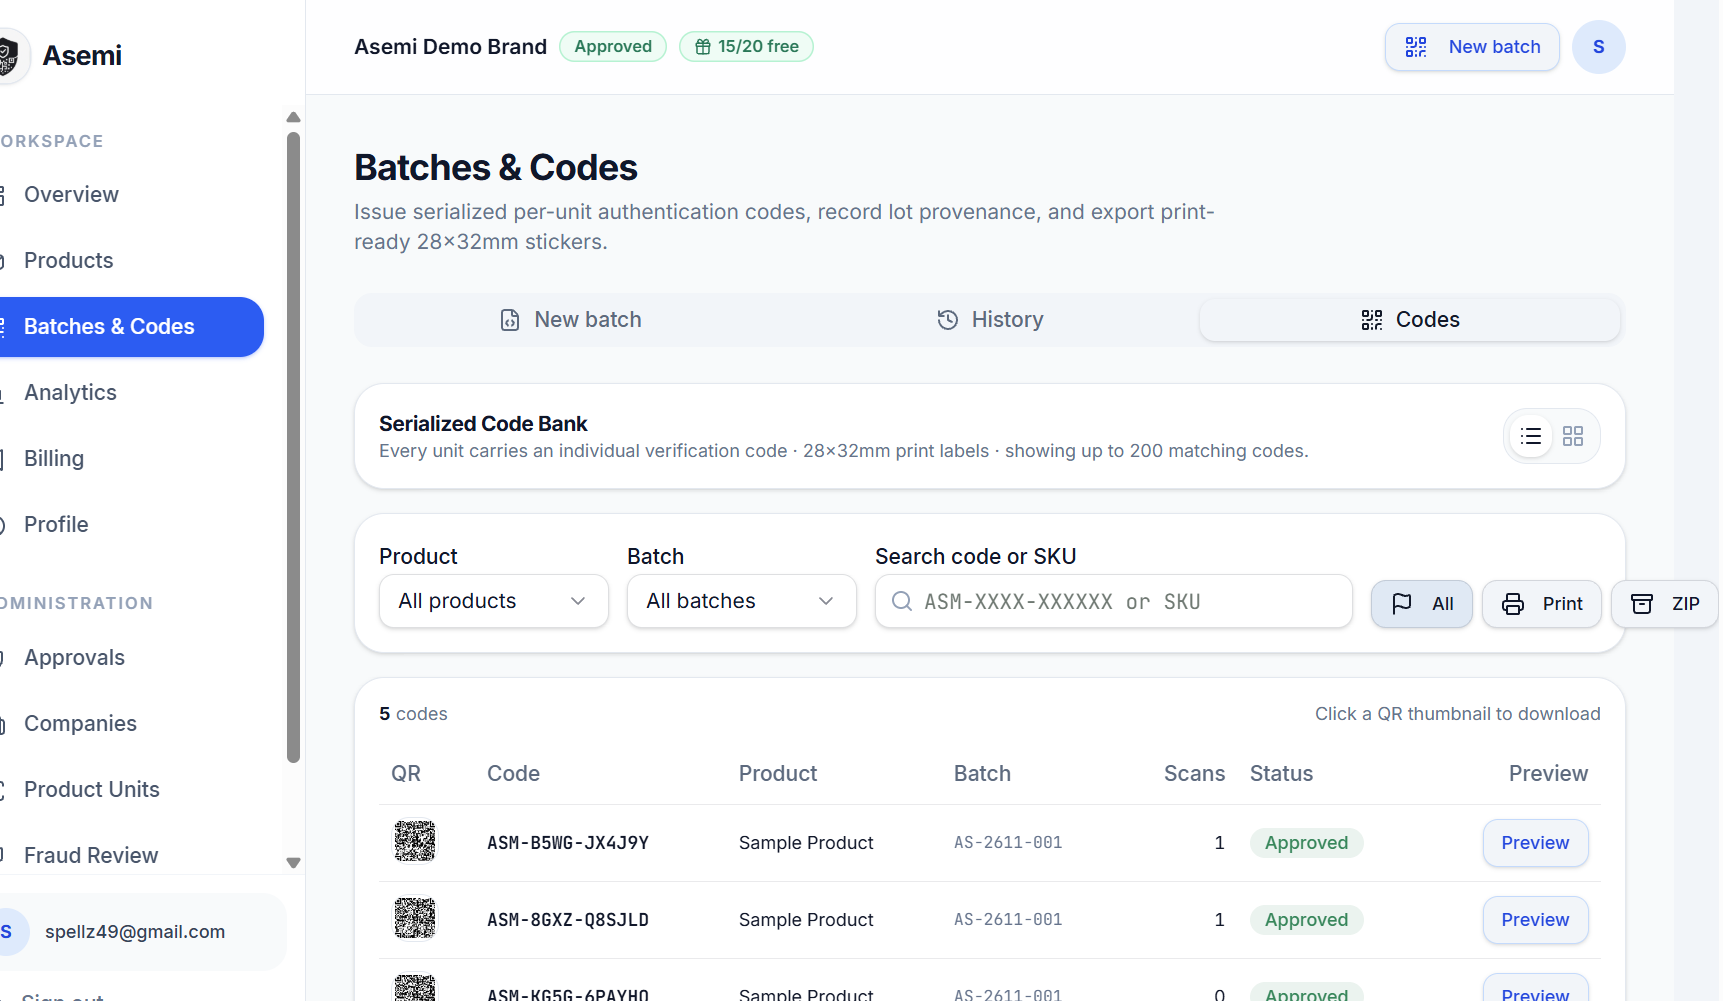 Asemi
ORKSPACE
Overview
Products
Batches & Codes
Analytics
Billing
Profile
DMINISTRATION
Approvals
Companies
Product Units
Fraud Review
S
spellz49@gmail.com
Sign out
Asemi Demo Brand
Approved
15/20 free
New batch
S
Batches & Codes
Issue serialized per-unit authentication codes, record lot provenance, and export print-
ready 28×32mm stickers.
New batch
History
Codes
Serialized Code Bank
Every unit carries an individual verification code · 28×32mm print labels · showing up to 200 matching codes.
Product
Batch
Search code or SKU
All products
All batches
ASM-XXXX-XXXXXX or SKU
All
Print
ZIP
5 codes
Click a QR thumbnail to download
QR Code Product Batch Scans Status Preview
ASM-B5WG-JX4J9Y Sample Product AS-2611-001 1 Approved Preview
ASM-8GXZ-Q8SJLD Sample Product AS-2611-001 1 Approved Preview
ASM-KG5G-6PAYHQ Sample Product AS-2611-001 0 Approved Preview